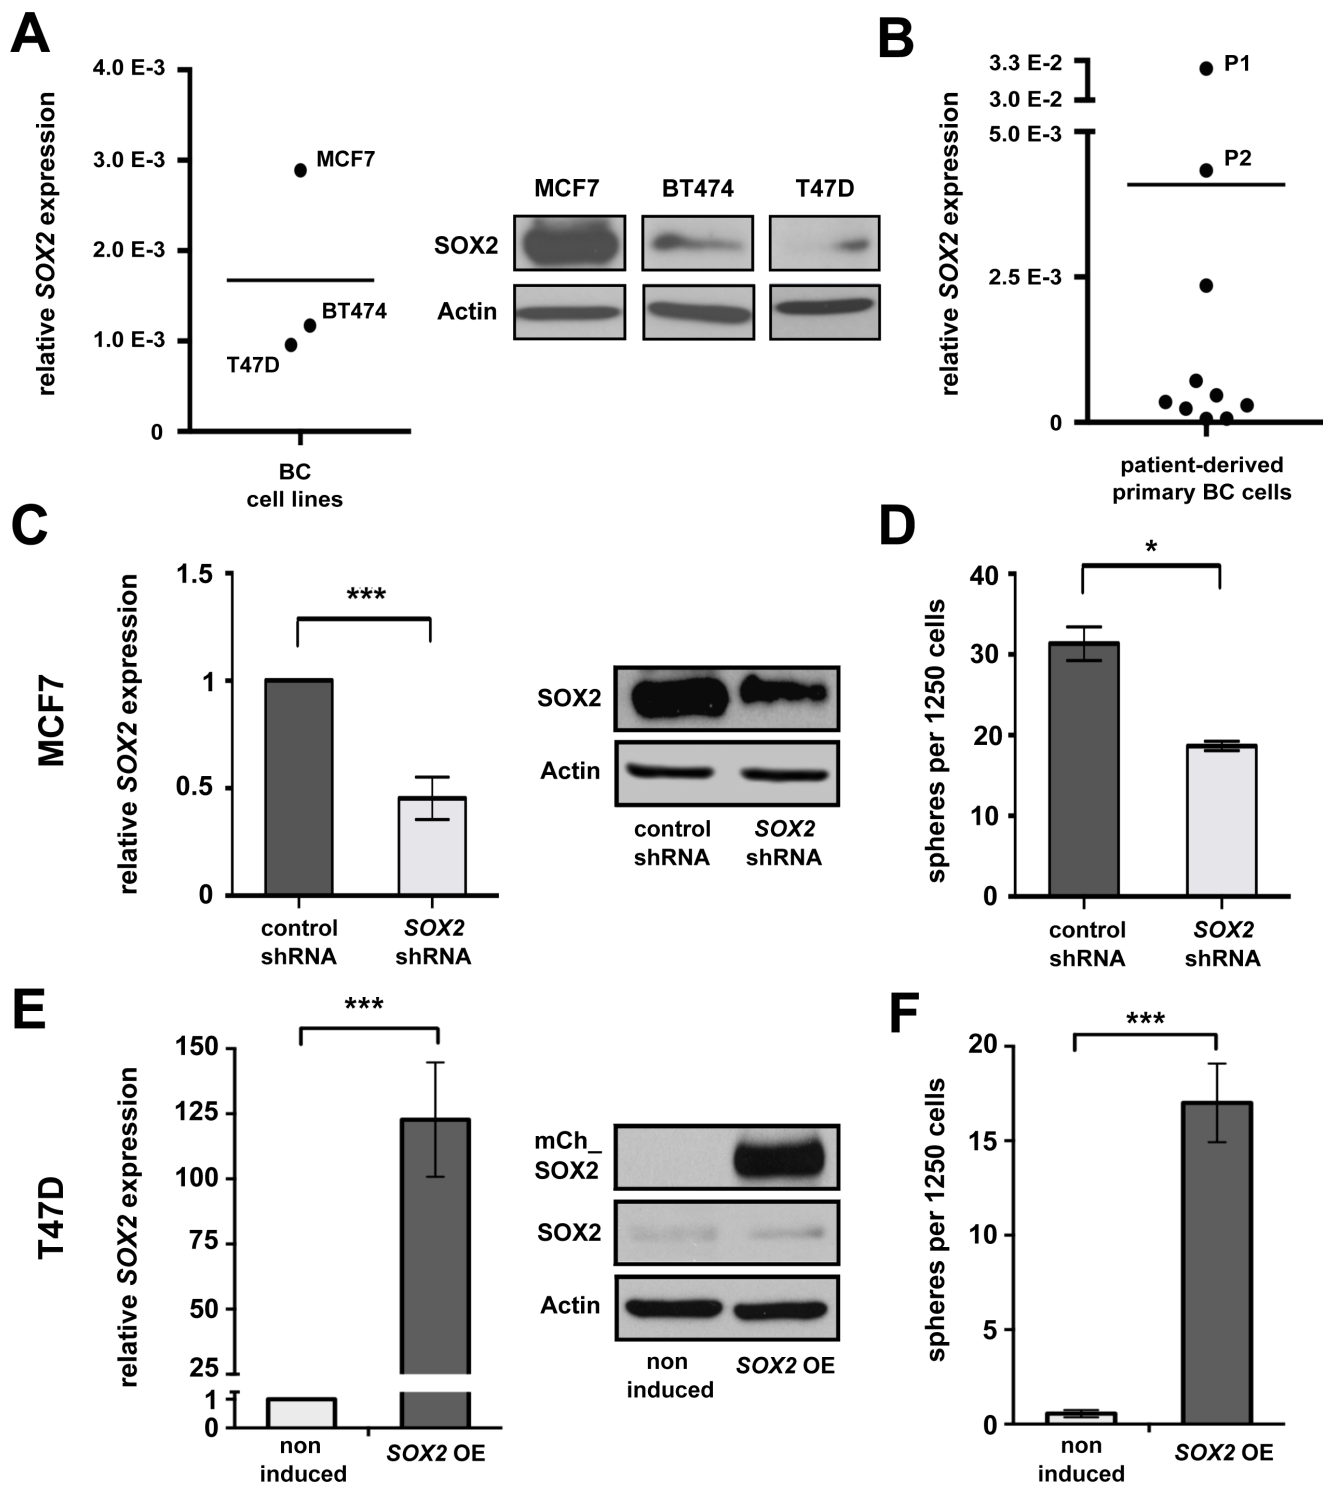 A
relative SOX2 expression
4.0 E-3
3.0 E-3
2.0 E-3
1.0 E-3
0
MCF7
BT474
T47D
BC
cell lines
MCF7 BT474 T47D
SOX2
Actin
B
relative SOX2 expression
3.3 E-2
3.0 E-2
5.0 E-3
2.5 E-3
0
P1
P2
patient-derived
primary BC cells
C
MCF7
relative SOX2 expression
1.5
1
0.5
0
***
control
shRNA
SOX2
shRNA
SOX2
Actin
control
shRNA
SOX2
shRNA
D
spheres per 1250 cells
40
30
20
10
0
*
control
shRNA
SOX2
shRNA
E
T47D
relative SOX2 expression
150
125
100
75
50
25
1
0
***
non
induced
SOX2 OE
mCh_
SOX2
SOX2
Actin
non
induced
SOX2 OE
F
spheres per 1250 cells
20
15
10
5
0
***
non
induced
SOX2 OE